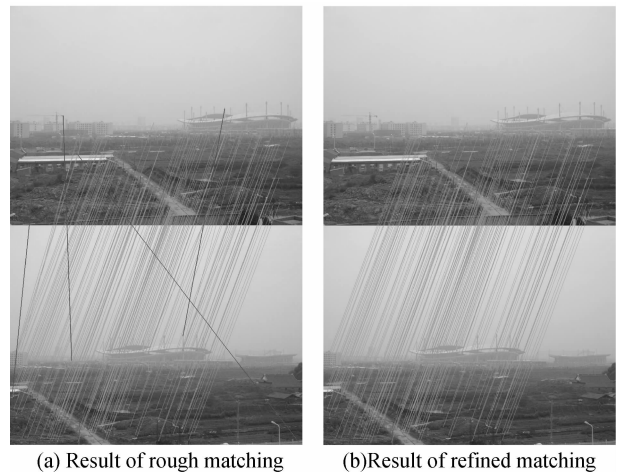 (a) Result of rough matching
(b)Result of refined matching